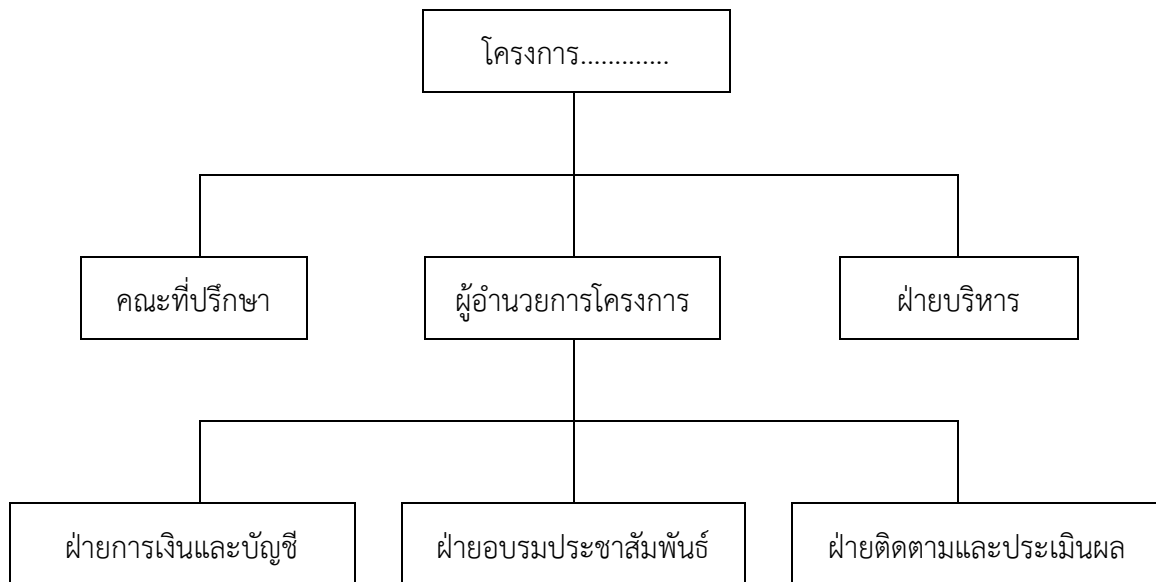 โครงการ.............
คณะที่ปรึกษา
ผู้อำนวยการโครงการ
ฝ่ายบริหาร
ฝ่ายการเงินและบัญชี
ฝ่ายอบรมประชาสัมพันธ์
ฝ่ายติดตามและประเมินผล